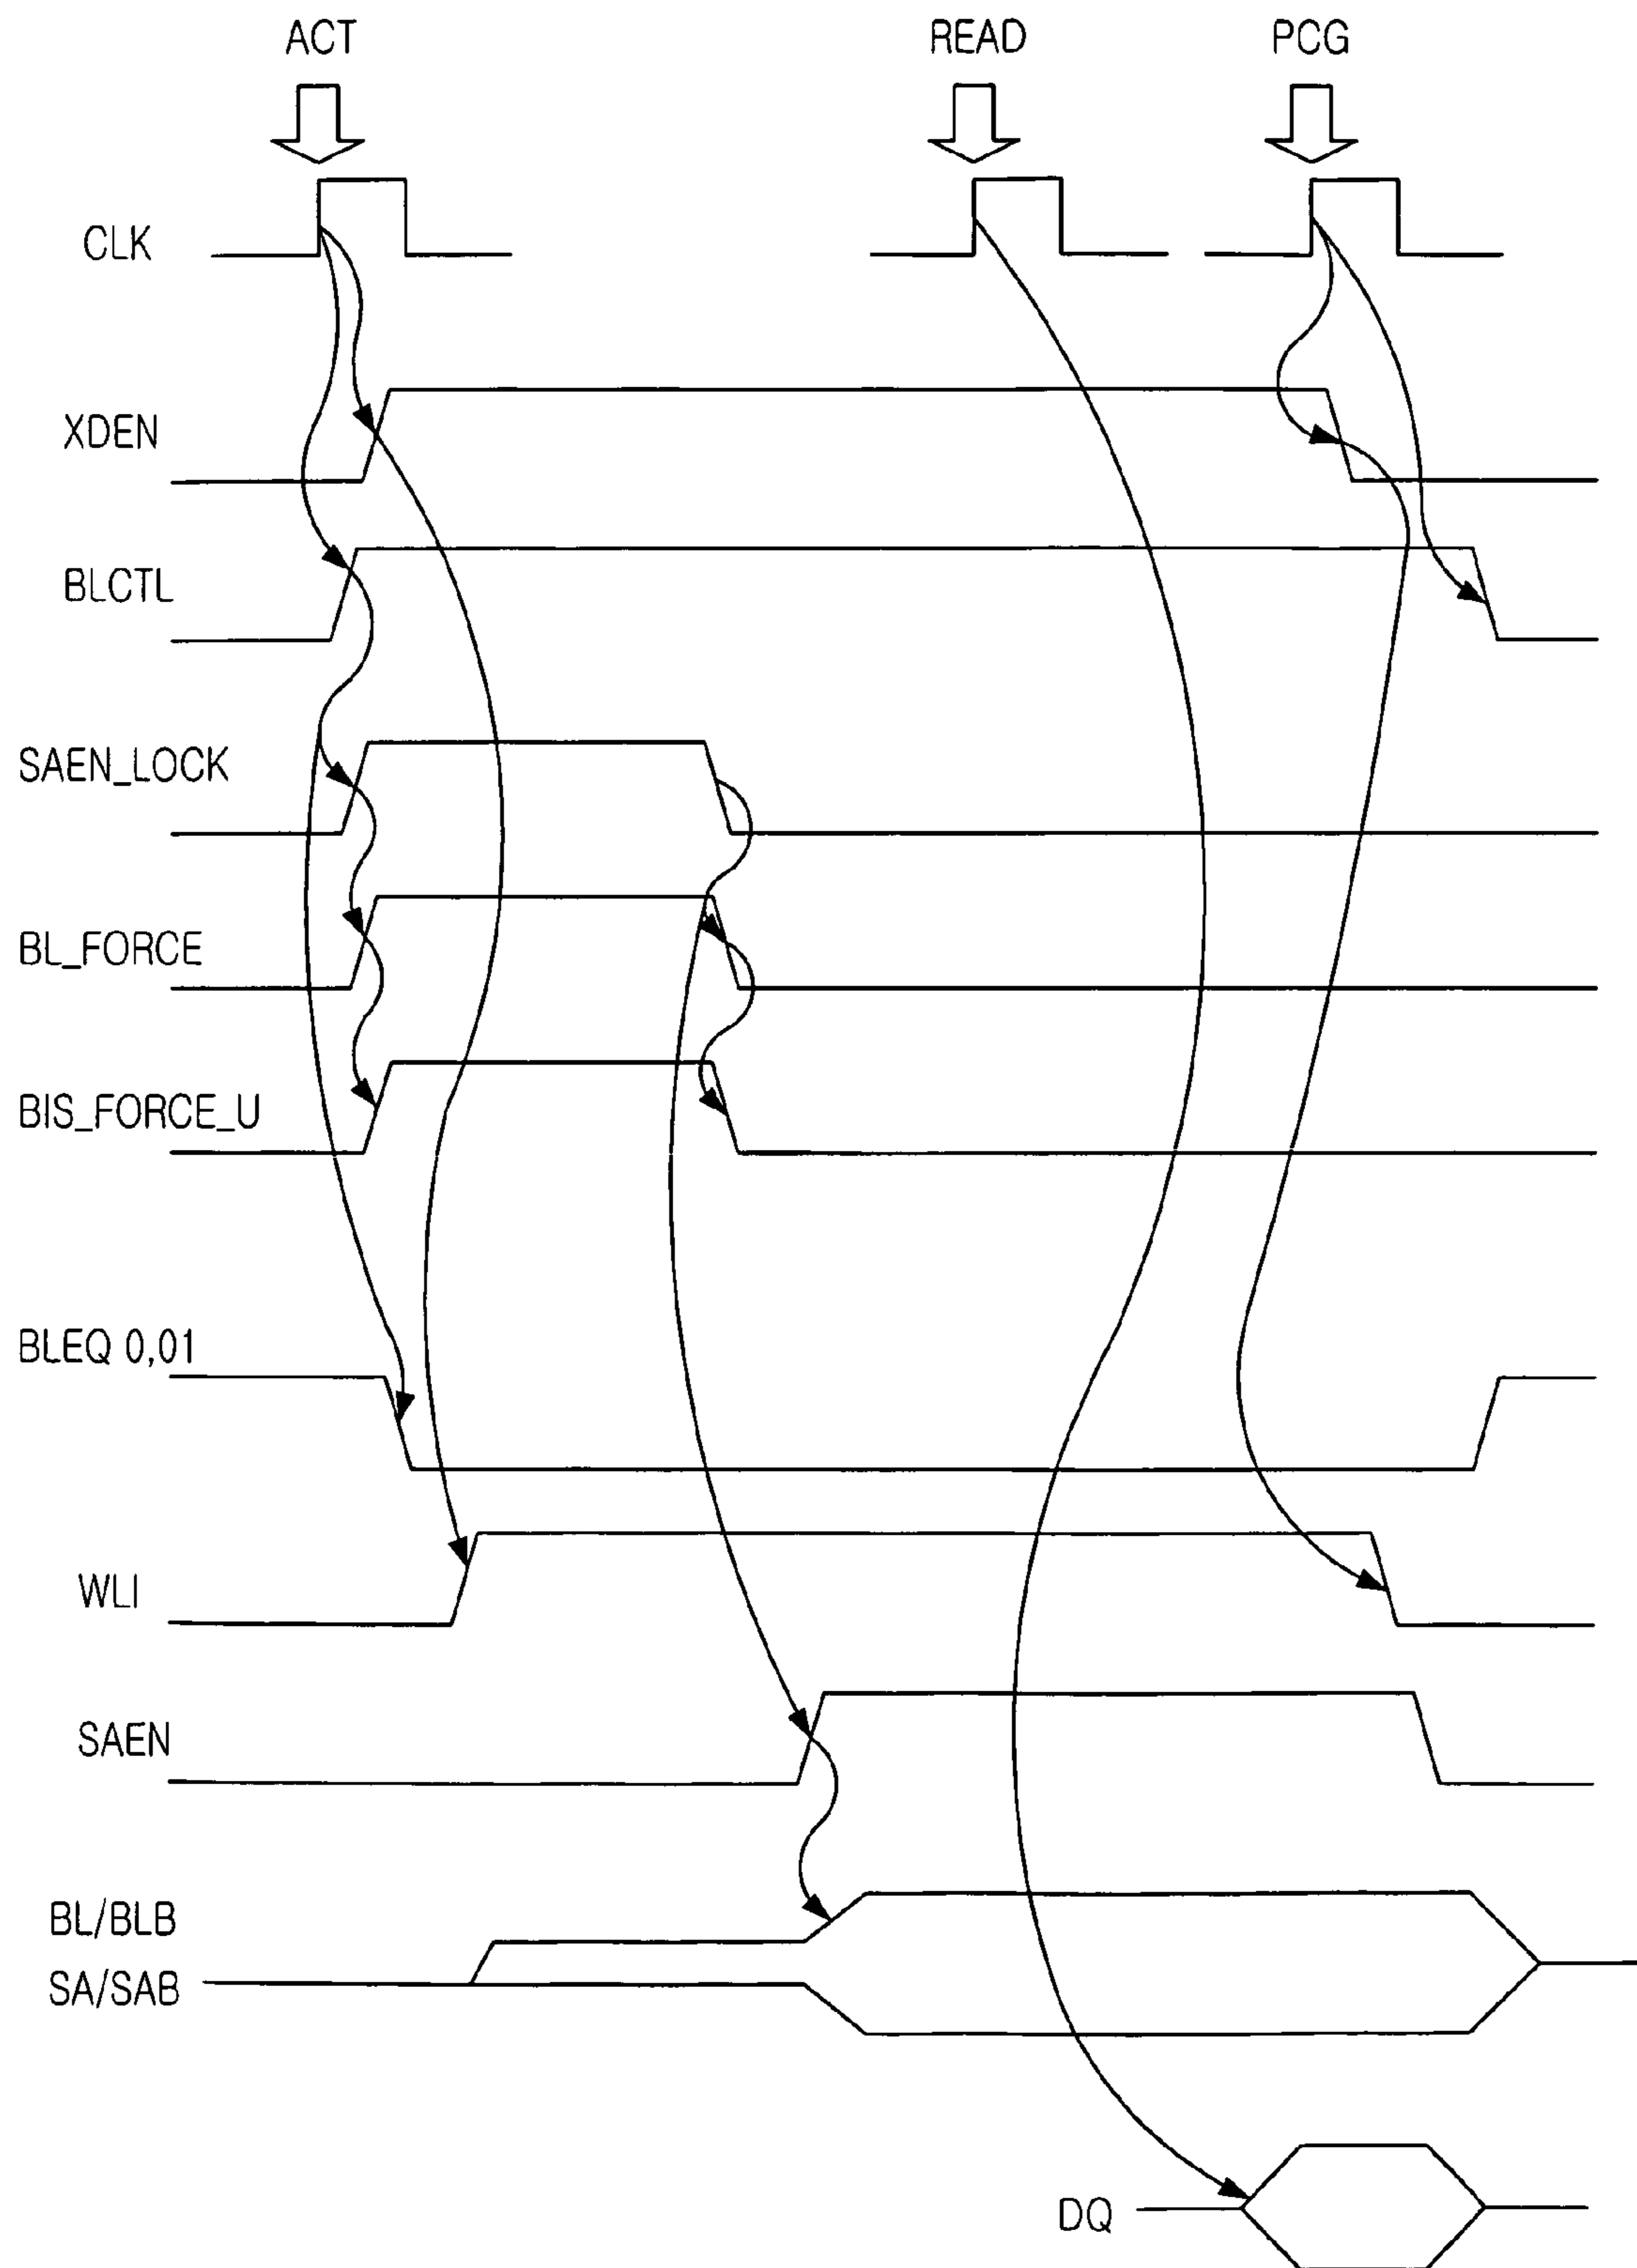 ACT READ PCG
CLK
XDEN
BLCTL
SAEN_LOCK
BL_FORCE
BIS_FORCE_U
BLEQ 0,01
WLI
SAEN
BL/BLB
SA/SAB
DQ